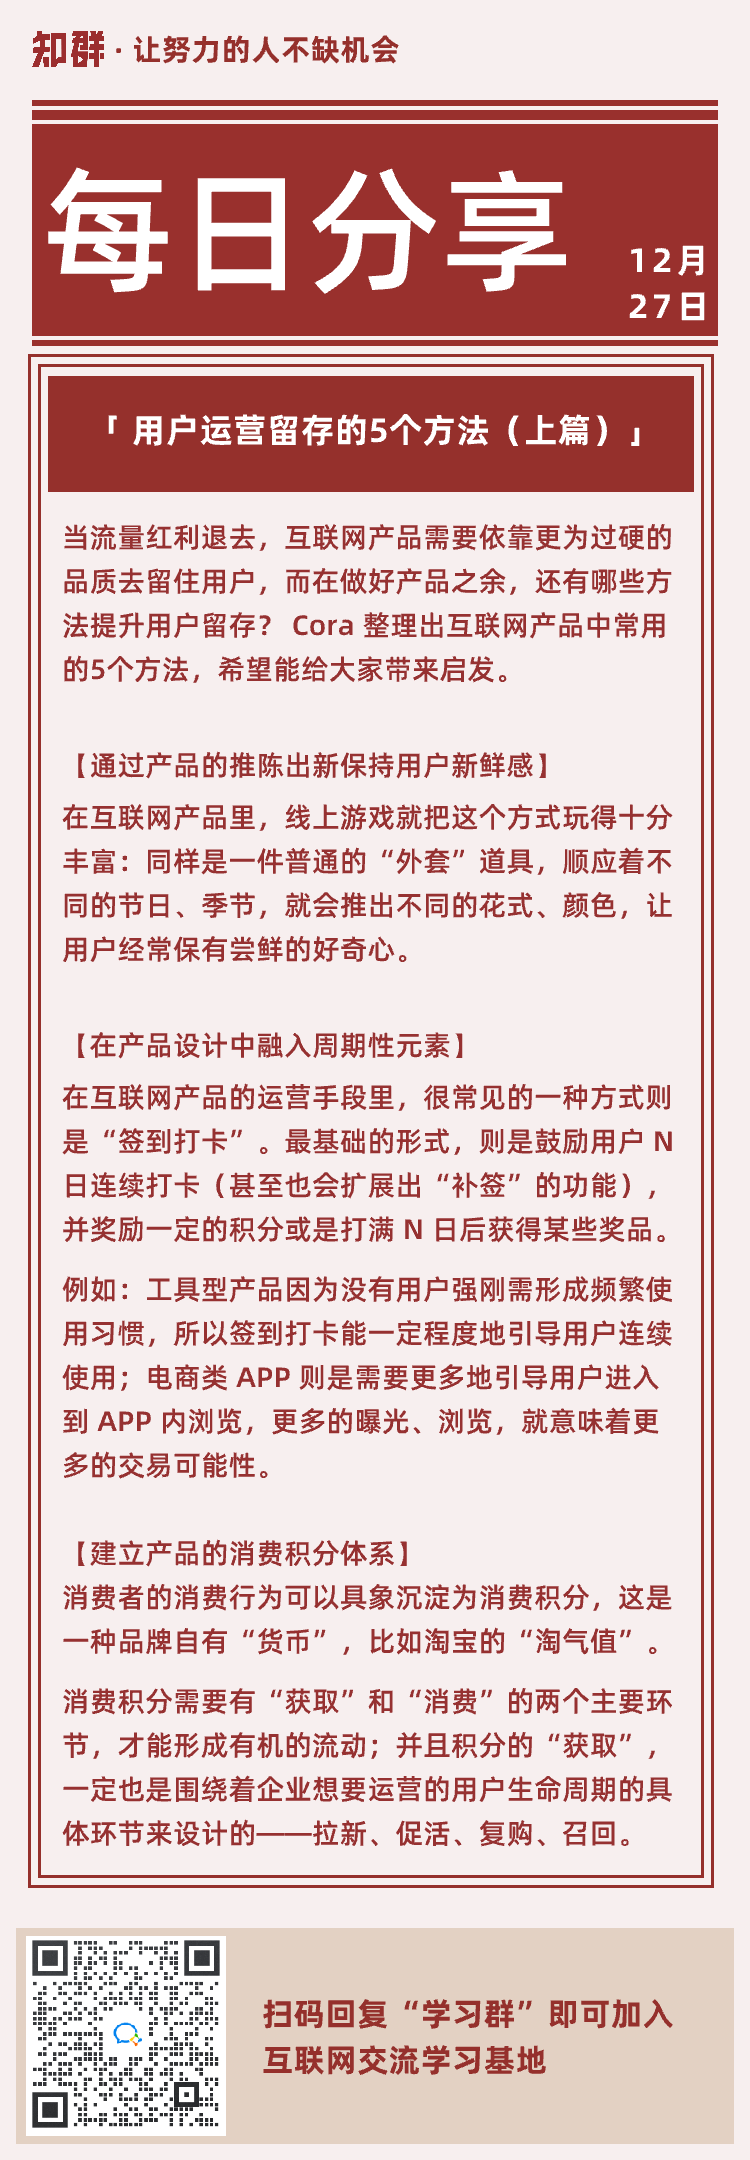 知群 · 让努力的人不缺机会
每日分享
12月
27日
「 用户运营留存的5个方法（上篇）」
当流量红利退去，互联网产品需要依靠更为过硬的
品质去留住用户，而在做好产品之余，还有哪些方
法提升用户留存？ Cora 整理出互联网产品中常用
的5个方法，希望能给大家带来启发。
【通过产品的推陈出新保持用户新鲜感】
在互联网产品里，线上游戏就把这个方式玩得十分
丰富：同样是一件普通的“外套”道具，顺应着不
同的节日、季节，就会推出不同的花式、颜色，让
用户经常保有尝鲜的好奇心。
【在产品设计中融入周期性元素】
在互联网产品的运营手段里，很常见的一种方式则
是“签到打卡”。最基础的形式，则是鼓励用户 N
日连续打卡（甚至也会扩展出“补签”的功能），
并奖励一定的积分或是打满 N 日后获得某些奖品。
例如：工具型产品因为没有用户强刚需形成频繁使
用习惯，所以签到打卡能一定程度地引导用户连续
使用；电商类 APP 则是需要更多地引导用户进入
到 APP 内浏览，更多的曝光、浏览，就意味着更
多的交易可能性。
【建立产品的消费积分体系】
消费者的消费行为可以具象沉淀为消费积分，这是
一种品牌自有“货币”，比如淘宝的“淘气值”。
消费积分需要有“获取”和“消费”的两个主要环
节，才能形成有机的流动；并且积分的“获取”，
一定也是围绕着企业想要运营的用户生命周期的具
体环节来设计的——拉新、促活、复购、召回。
扫码回复“学习群”即可加入
互联网交流学习基地